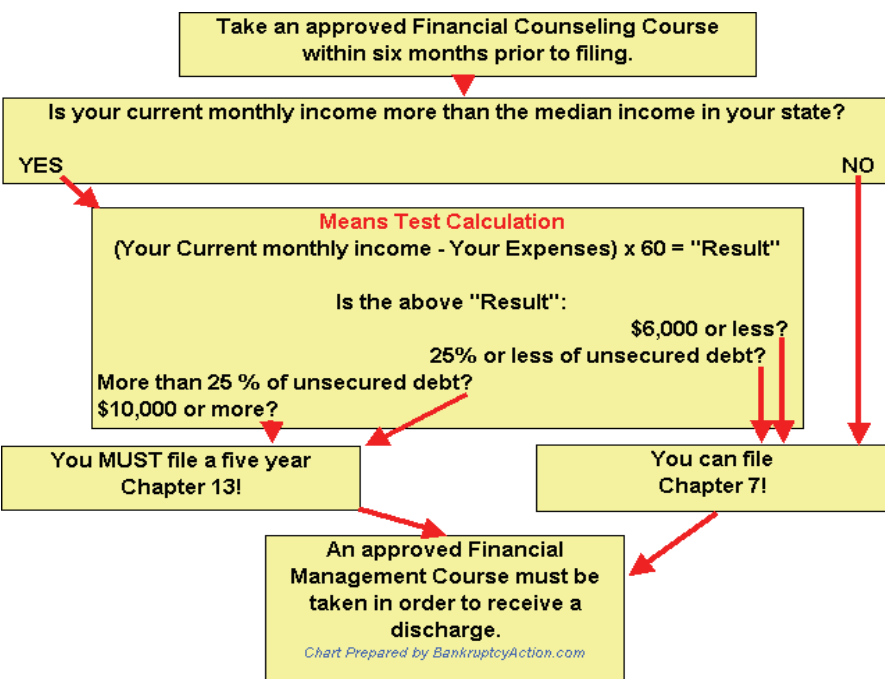 Take an approved Financial Counseling Course
within six months prior to filing.
Is your current monthly income more than the median income in your state?
YES
NO
Means Test Calculation
(Your Current monthly income - Your Expenses) x 60 = "Result"
Is the above "Result":
$6,000 or less?
25% or less of unsecured debt?
More than 25 % of unsecured debt?
$10,000 or more?
You MUST file a five year
Chapter 13!
You can file
Chapter 7!
An approved Financial
Management Course must be
taken in order to receive a
discharge.
Chart Prepared by BankruptcyAction.com